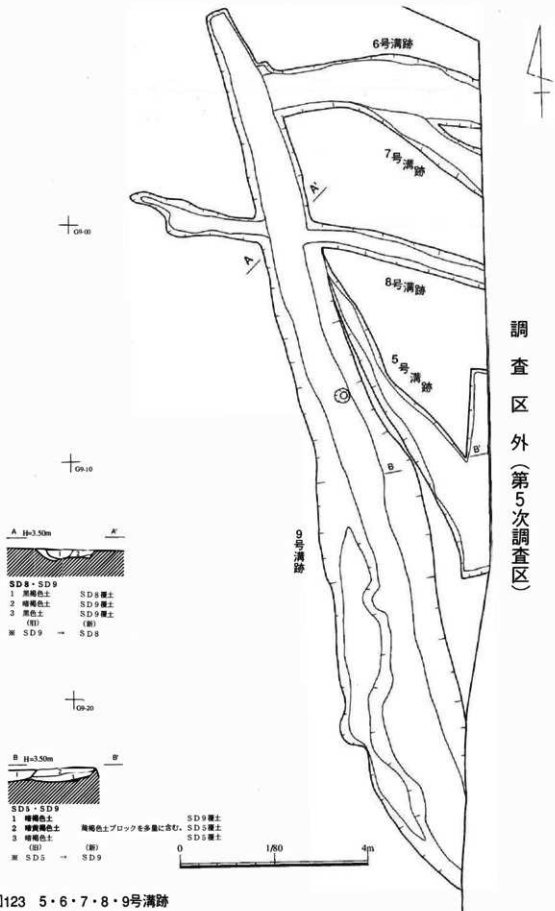 6号溝跡
7号溝跡
A'
G9-00
A
8号溝跡
5号溝跡
調査区外(第5次調査区)
B'
G9-10
B
9号溝跡
A H=3.50m A'
SD8・SD9
1 黒褐色土 SD8覆土
2 暗褐色土 SD9覆土
3 黒色土 SD9覆土
(旧) (新)
※ SD9 → SD8
G9-20
B H=3.50m B'
1 2
SD5・SD9
1 暗褐色土 SD9覆土
2 暗黄褐色土 黄褐色土ブロックを多量に含む。SD5覆土
3 暗褐色土 SD5覆土
(旧) (新)
※ SD5 → SD9
0 1/80 4m
123 5・6・7・8・9号溝跡